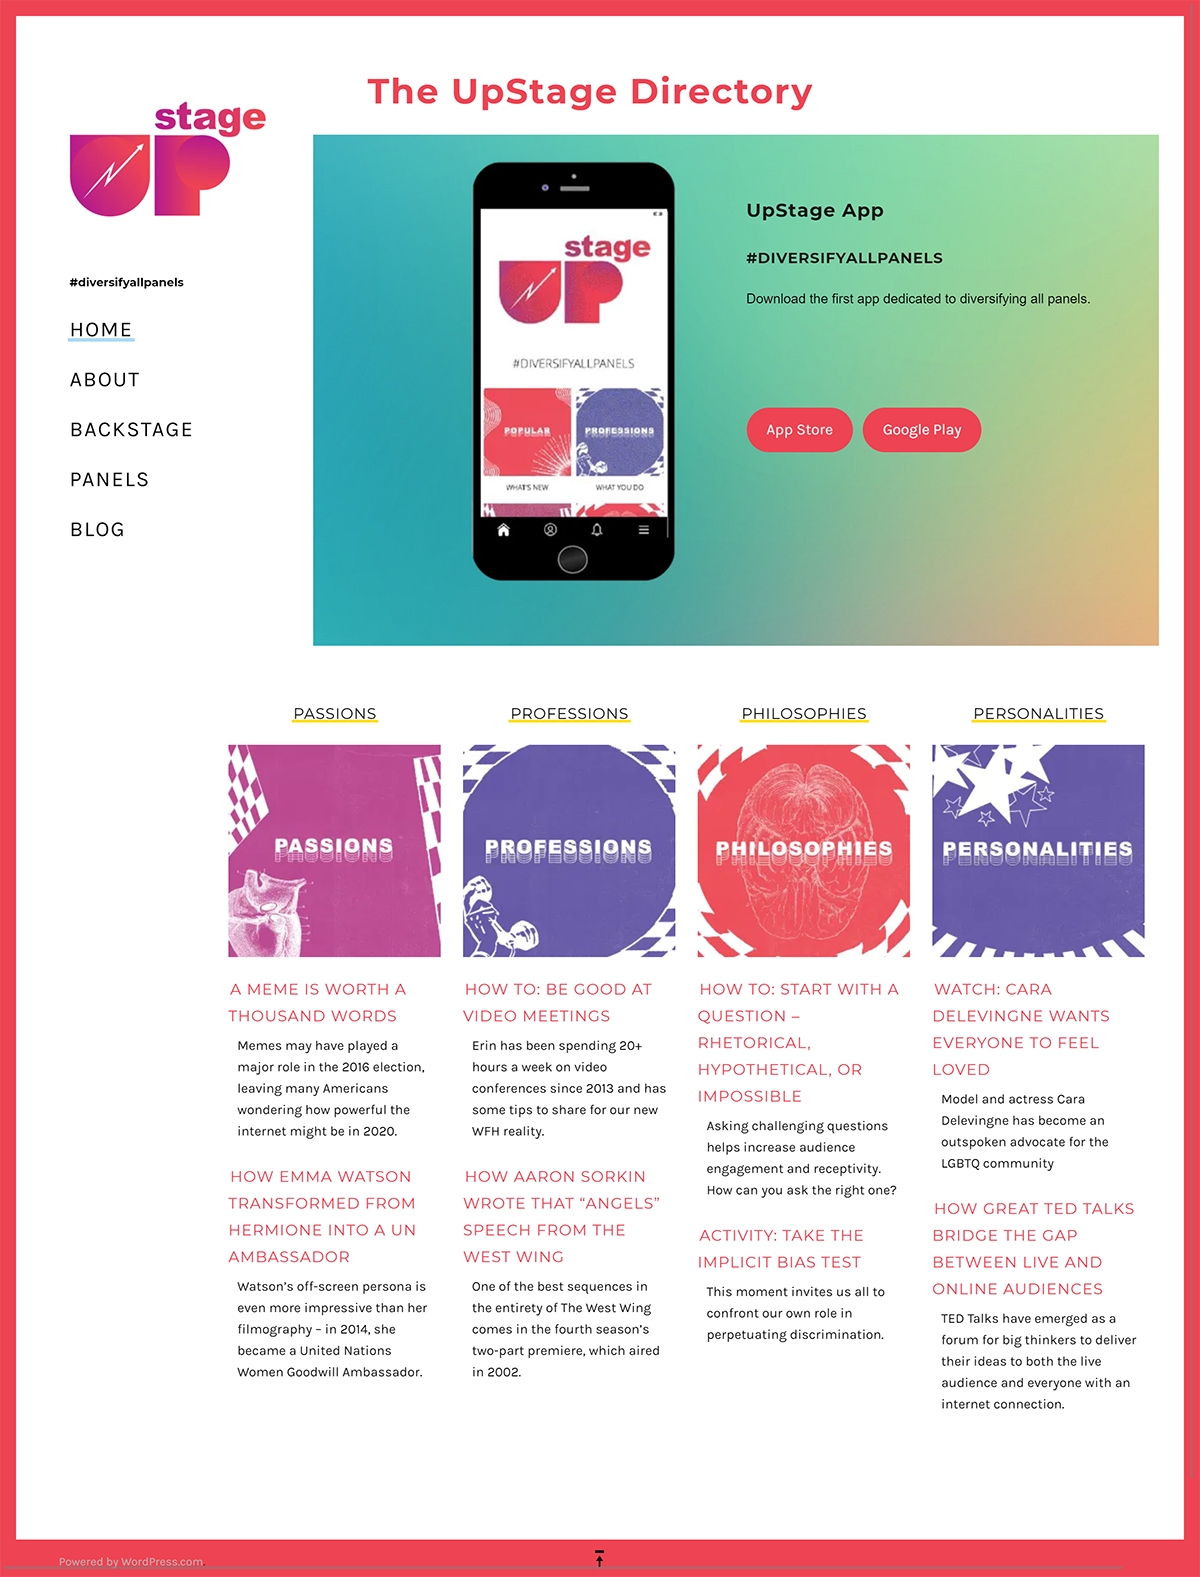 The UpStage Directory
stage
UP
#diversifyallpanels
HOME
ABOUT
BACKSTAGE
PANELS
BLOG
stage
UP
#DIVERSIFYALLPANELS
POPULAR
PROFESSIONS
WHAT'S NEW
WHAT YOU DO
UpStage App
#DIVERSIFYALLPANELS
Download the first app dedicated to diversifying all panels.
App Store
Google Play
PASSIONS
PASSIONS
A MEME IS WORTH A
THOUSAND WORDS
Memes may have played a
major role in the 2016 election,
leaving many Americans
wondering how powerful the
internet might be in 2020.
HOW EMMA WATSON
TRANSFORMED FROM
HERMIONE INTO A UN
AMBASSADOR
Watson’s off-screen persona is
even more impressive than her
filmography – in 2014, she
became a United Nations
Women Goodwill Ambassador.
PROFESSIONS
PROFESSIONS
HOW TO: BE GOOD AT
VIDEO MEETINGS
Erin has been spending 20+
hours a week on video
conferences since 2013 and has
some tips to share for our new
WFH reality.
HOW AARON SORKIN
WROTE THAT “ANGELS”
SPEECH FROM THE
WEST WING
One of the best sequences in
the entirety of The West Wing
comes in the fourth season’s
two-part premiere, which aired
in 2002.
PHILOSOPHIES
PHILOSOPHIES
HOW TO: START WITH A
QUESTION –
RHETORICAL,
HYPOTHETICAL, OR
IMPOSSIBLE
Asking challenging questions
helps increase audience
engagement and receptivity.
How can you ask the right one?
ACTIVITY: TAKE THE
IMPLICIT BIAS TEST
This moment invites us all to
confront our own role in
perpetuating discrimination.
PERSONALITIES
PERSONALITIES
WATCH: CARA
DELEVINGNE WANTS
EVERYONE TO FEEL
LOVED
Model and actress Cara
Delevingne has become an
outspoken advocate for the
LGBTQ community
HOW GREAT TED TALKS
BRIDGE THE GAP
BETWEEN LIVE AND
ONLINE AUDIENCES
TED Talks have emerged as a
forum for big thinkers to deliver
their ideas to both the live
audience and everyone with an
internet connection.
Powered by WordPress.com.